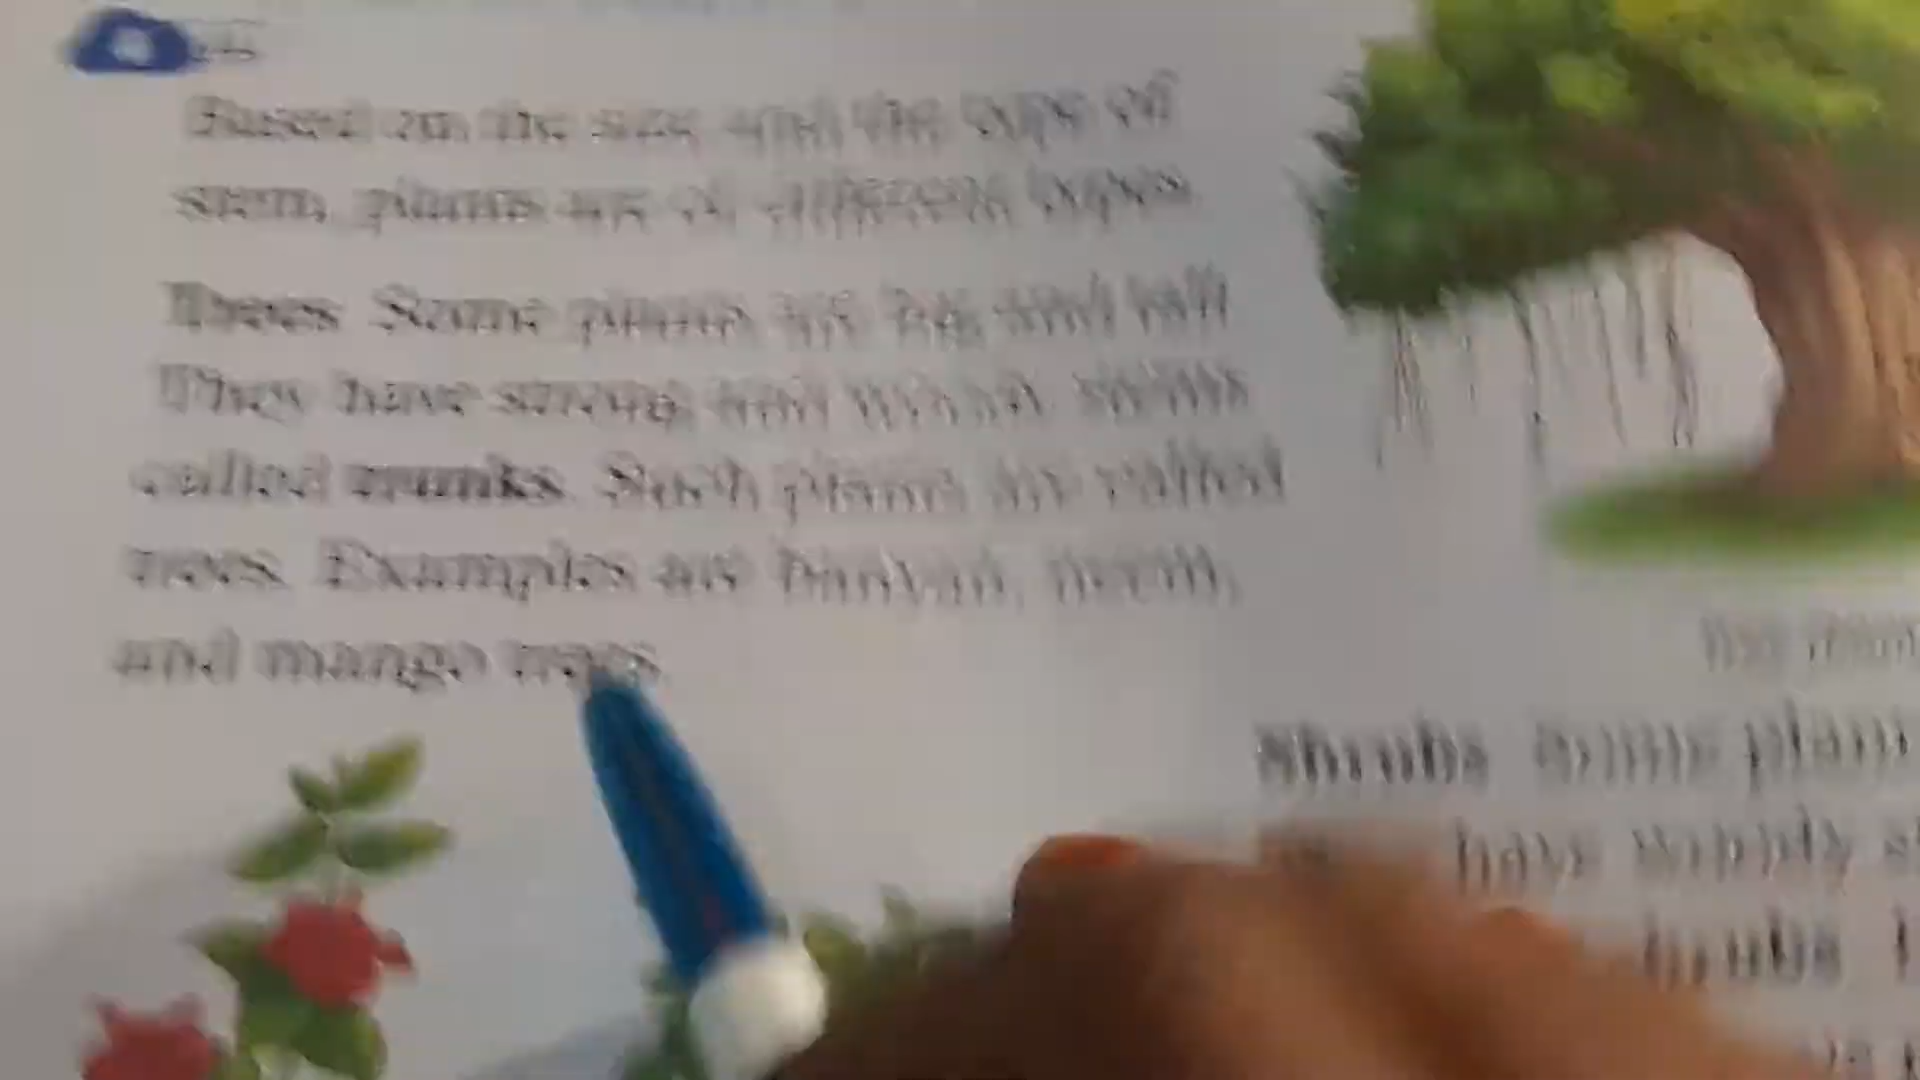 Based on the size and the type of
stem, plants are of different types.
Trees Some plants are big and tall.
They have strong and woody stems
called trunks. Such plants are called
trees. Examples are banyan, neem,
and mango trees.
Shrubs Some plant
have woody